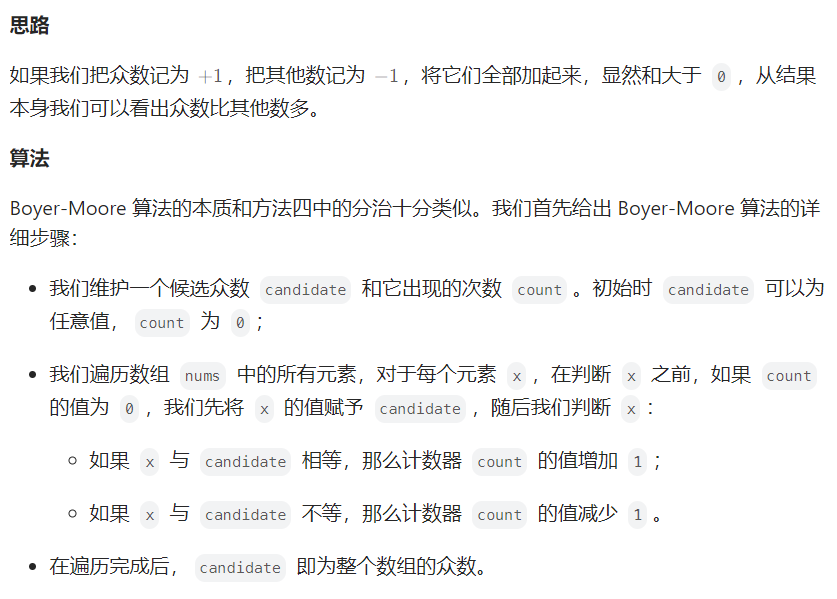 思路
如果我们把众数记为 +1，把其他数记为 −1，将它们全部加起来，显然和大于 0 ，从结果
本身我们可以看出众数比其他数多。
算法
Boyer-Moore 算法的本质和方法四中的分治十分类似。我们首先给出 Boyer-Moore 算法的详
细步骤：
• 我们维护一个候选众数 candidate 和它出现的次数 count 。初始时 candidate 可以为
任意值， count 为 0 ；
• 我们遍历数组 nums 中的所有元素，对于每个元素 x ，在判断 x 之前，如果 count
的值为 0 ，我们先将 x 的值赋予 candidate ，随后我们判断 x ：
◦ 如果 x 与 candidate 相等，那么计数器 count 的值增加 1 ；
◦ 如果 x 与 candidate 不等，那么计数器 count 的值减少 1 。
• 在遍历完成后， candidate 即为整个数组的众数。